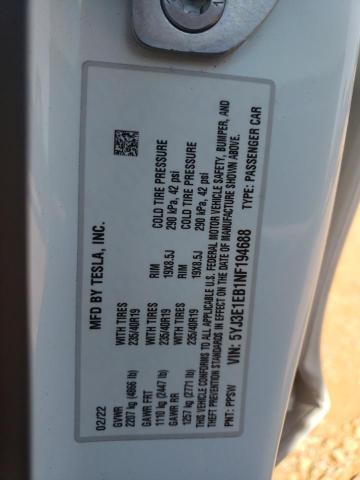 MFD BY TESLA, INC.
02/22
GVWR
2207 kg (4866 lb)
WITH TIRES
235/40R19
RIM
19X8.5J
COLD TIRE PRESSURE
290 kPa, 42 psi
GAWR FRT
1110 kg (2447 lb)
WITH TIRES
235/40R19
RIM
19X8.5J
COLD TIRE PRESSURE
290 kPa, 42 psi
GAWR RR
1257 kg (2771 lb)
WITH TIRES
235/40R19
THIS VEHICLE CONFORMS TO ALL APPLICABLE U.S. FEDERAL MOTOR VEHICLE SAFETY, BUMPER, AND
THEFT PREVENTION STANDARDS IN EFFECT ON THE DATE OF MANUFACTURE SHOWN ABOVE.
PNT: PPSW
VIN: 5YJ3E1EB1NF194688
TYPE: PASSENGER CAR